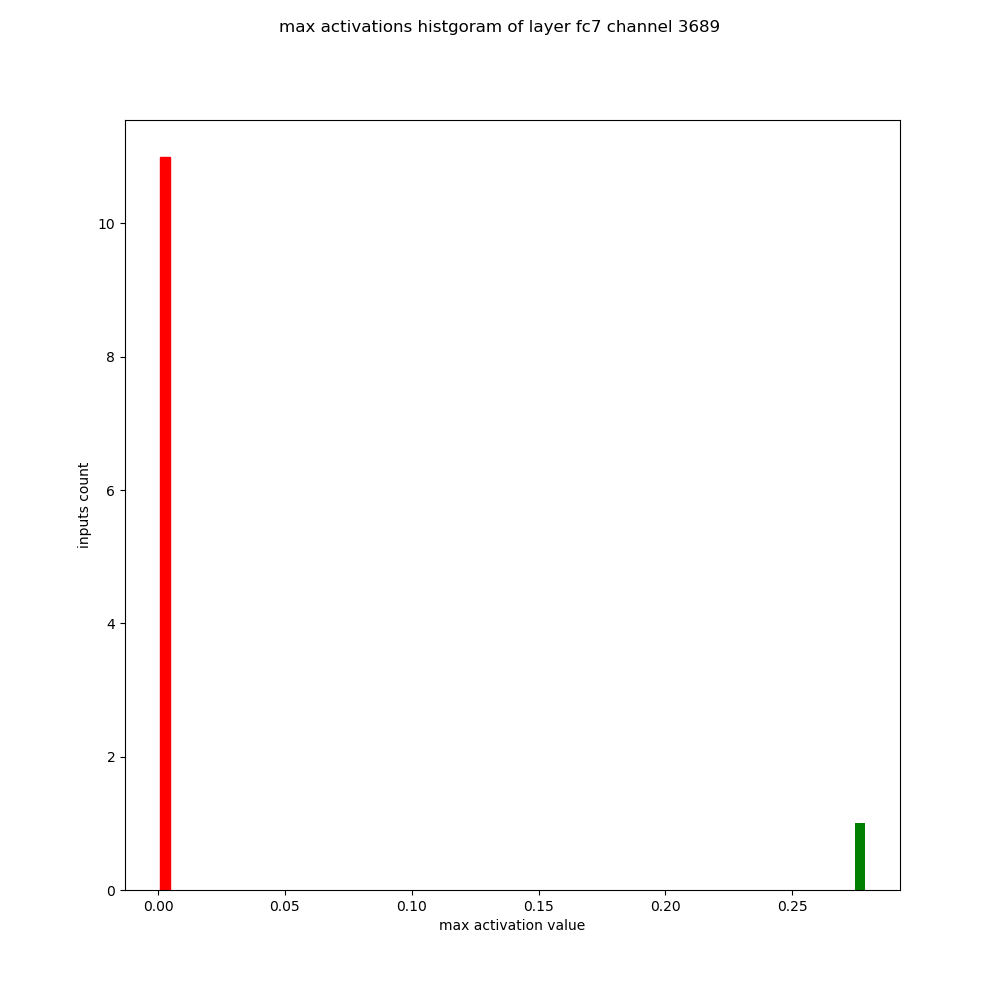 max activations histgoram of layer fc7 channel 3689
10
8
6
4
2
0
inputs count
0.00 0.05 0.10 0.15 0.20 0.25
max activation value